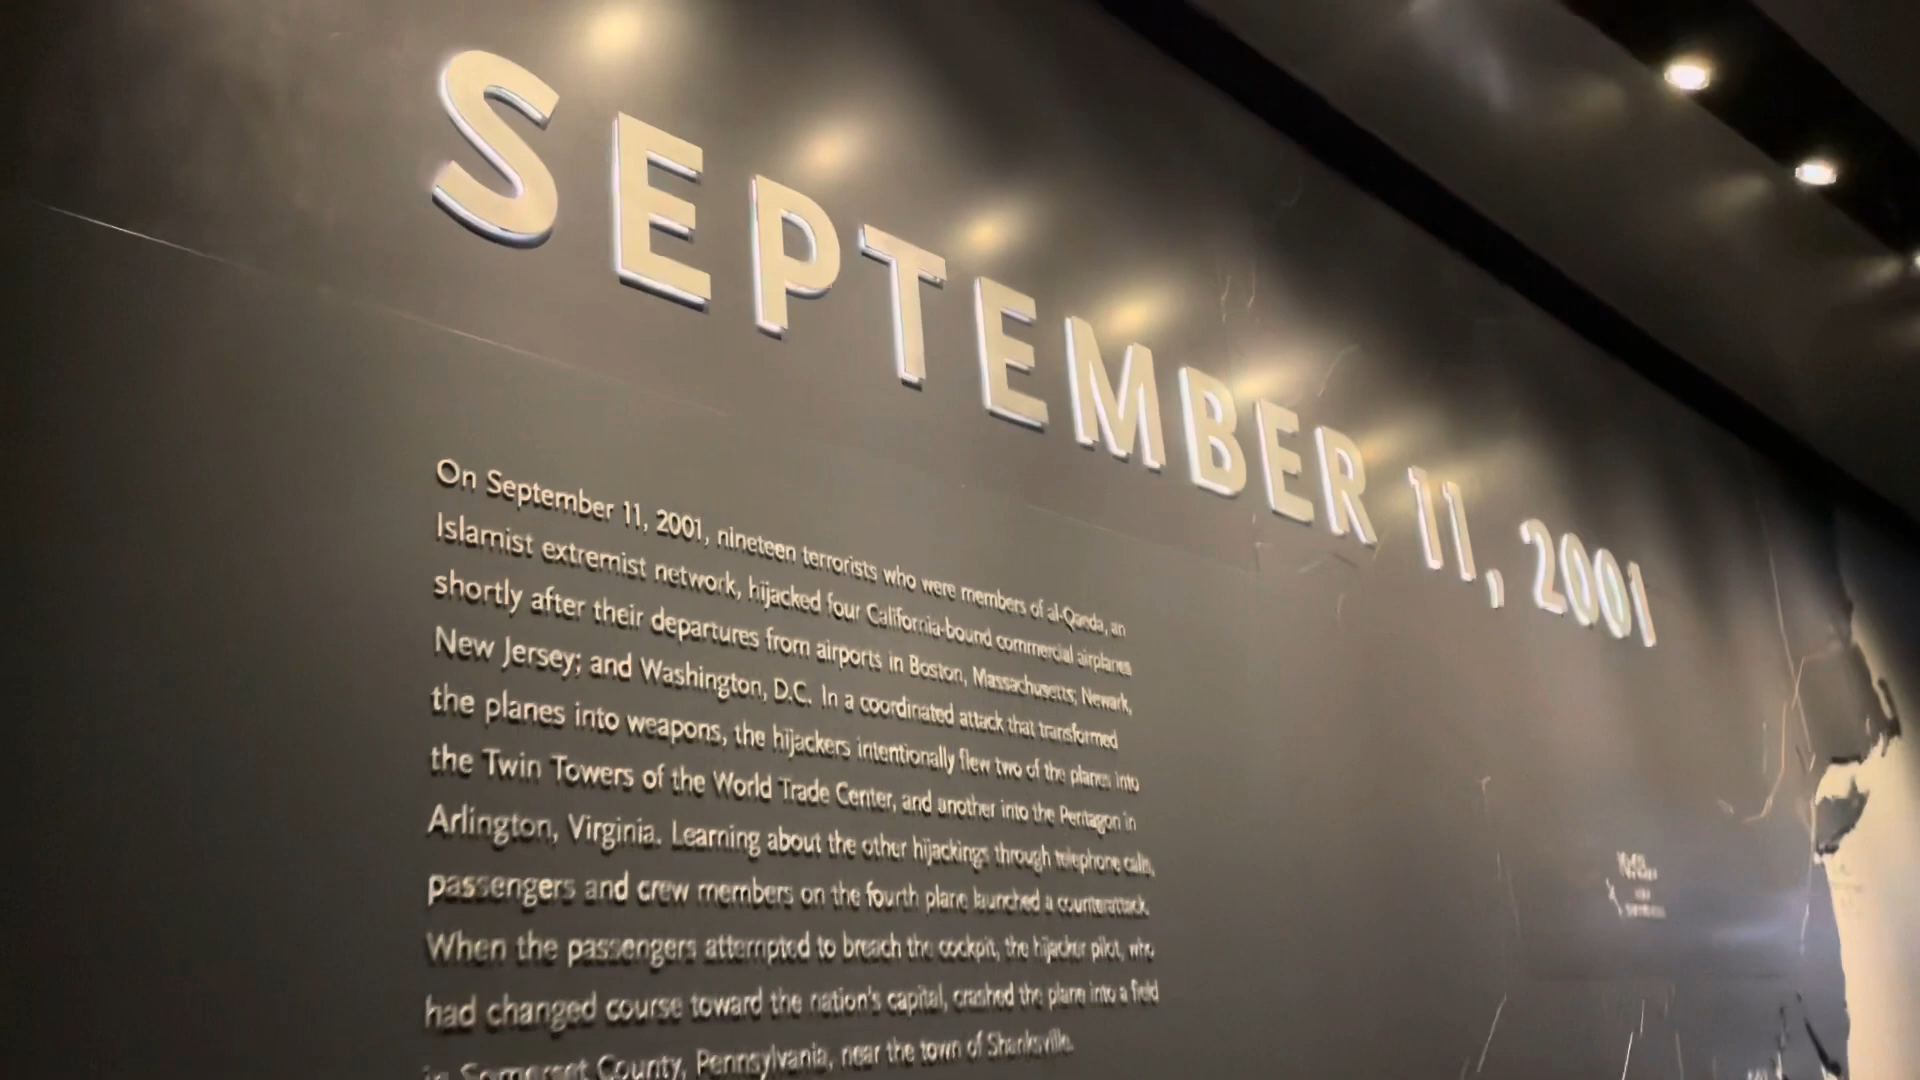 SEPTEMBER 11, 2001
On September 11, 2001, nineteen terrorists who were members of al-Qaeda, an
Islamist extremist network, hijacked four California-bound commercial airplanes
shortly after their departures from airports in Boston, Massachusetts; Newark,
New Jersey; and Washington, D.C. In a coordinated attack that transformed
the planes into weapons, the hijackers intentionally flew two of the planes into
the Twin Towers of the World Trade Center, and another into the Pentagon in
Arlington, Virginia. Learning about the other hijackings through telephone calls,
passengers and crew members on the fourth plane launched a counterattack.
When the passengers attempted to breach the cockpit, the hijacker pilot, who
had changed course toward the nation's capital, crashed the plane into a field
in Somerset County, Pennsylvania, near the town of Shanksville.